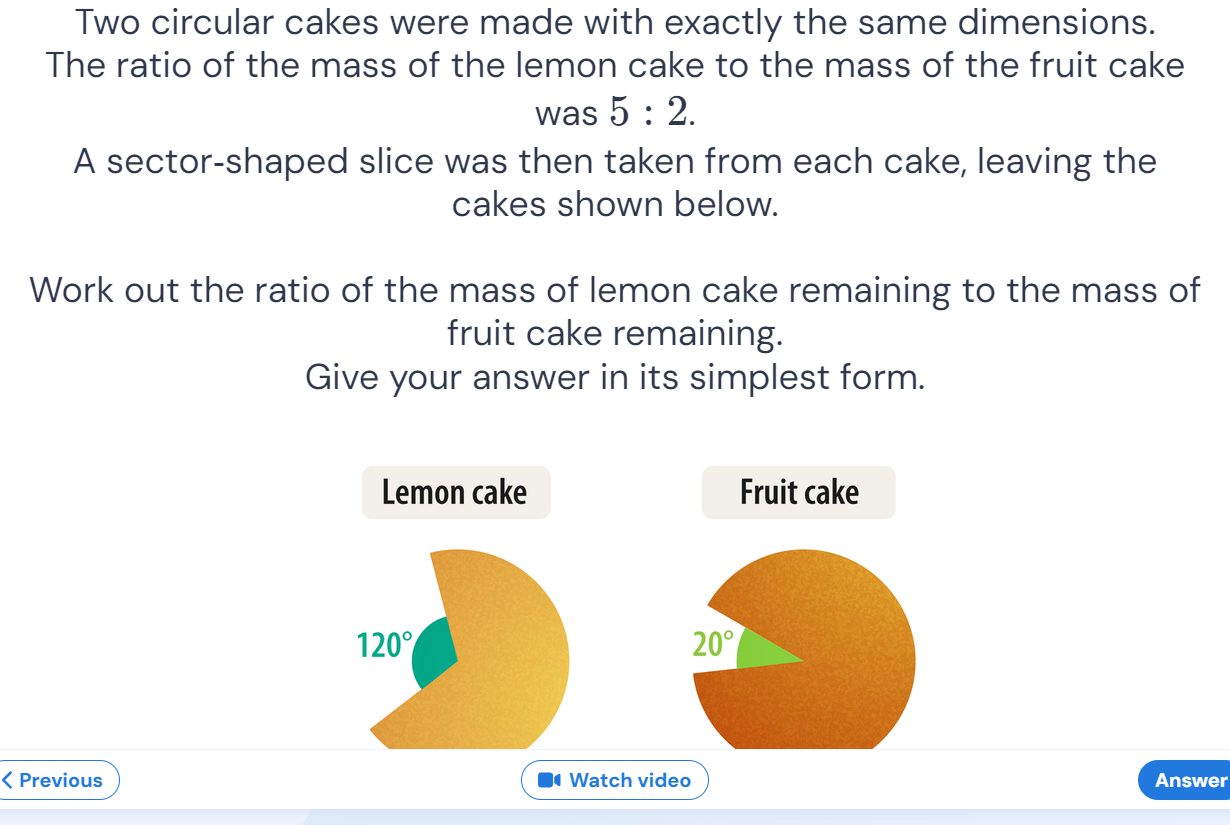 Two circular cakes were made with exactly the same dimensions.
The ratio of the mass of the lemon cake to the mass of the fruit cake
was 5 : 2.
A sector-shaped slice was then taken from each cake, leaving the
cakes shown below.
Work out the ratio of the mass of lemon cake remaining to the mass of
fruit cake remaining.
Give your answer in its simplest form.
Lemon cake
Fruit cake
120°
20°
Previous
Watch video
Answer